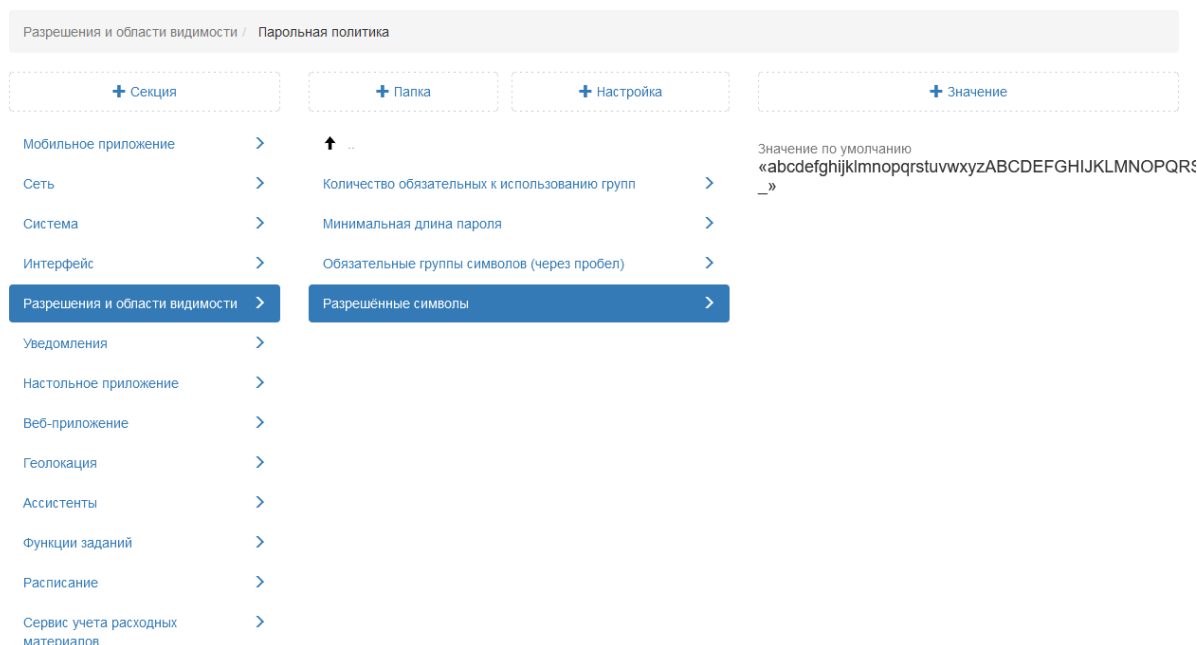 Разрешения и области видимости / Парольная политика
+ Секция
+ Папка
+ Настройка
+ Значение
Мобильное приложение
Сеть
Система
Интерфейс
Разрешения и области видимости
Уведомления
Настольное приложение
Веб-приложение
Геолокация
Ассистенты
Функции заданий
Расписание
Сервис учета расходных
материалов
..
Количество обязательных к использованию групп
Минимальная длина пароля
Обязательные группы символов (через пробел)
Разрешённые символы
Значение по умолчанию
«abcdefghijklmnopqrstuvwxyzABCDEFGHIJKLMNOPQRS
_»